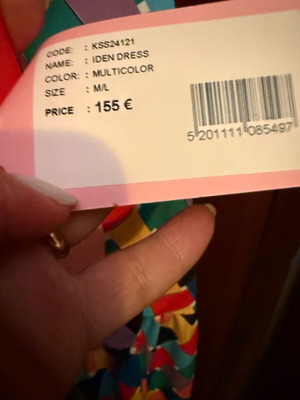 CODE: : KSS24121
NAME: : IDEN DRESS
COLOR: : MULTICOLOR
SIZE : M/L
PRICE : 155 €
5 201111 085497